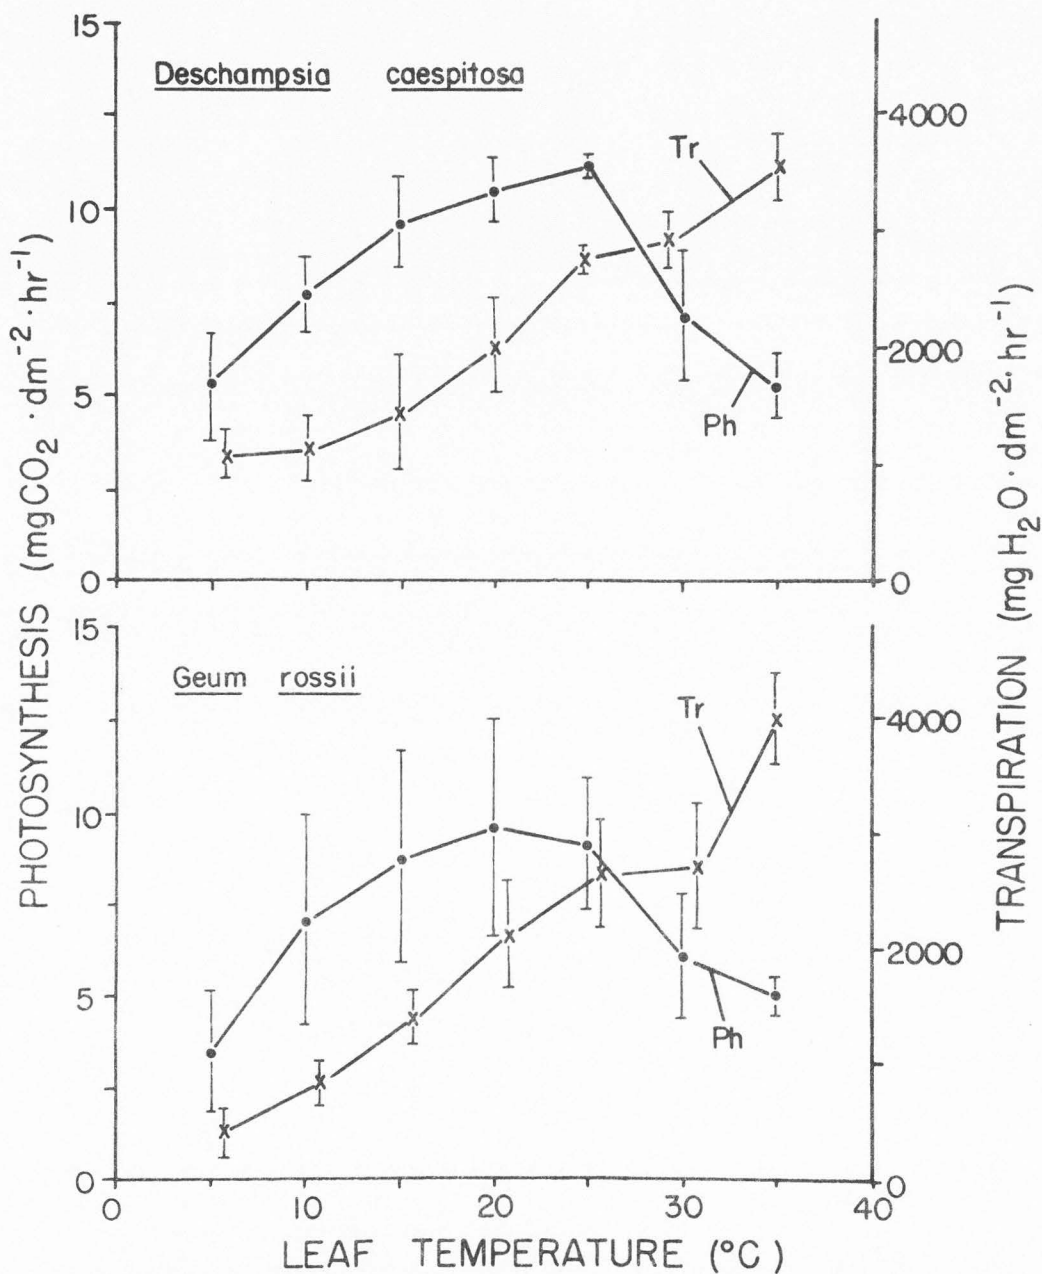 15
Deschampsia caespitosa
10
5
0
4000
2000
0
Tr
Ph
15
Geum rossii
10
5
0
4000
2000
0
Tr
Ph
0 10 20 30 40
LEAF TEMPERATURE (°C)
PHOTOSYNTHESIS (mgCO₂ · dm⁻² · hr⁻¹)
TRANSPIRATION (mg H₂O · dm⁻² · hr⁻¹)